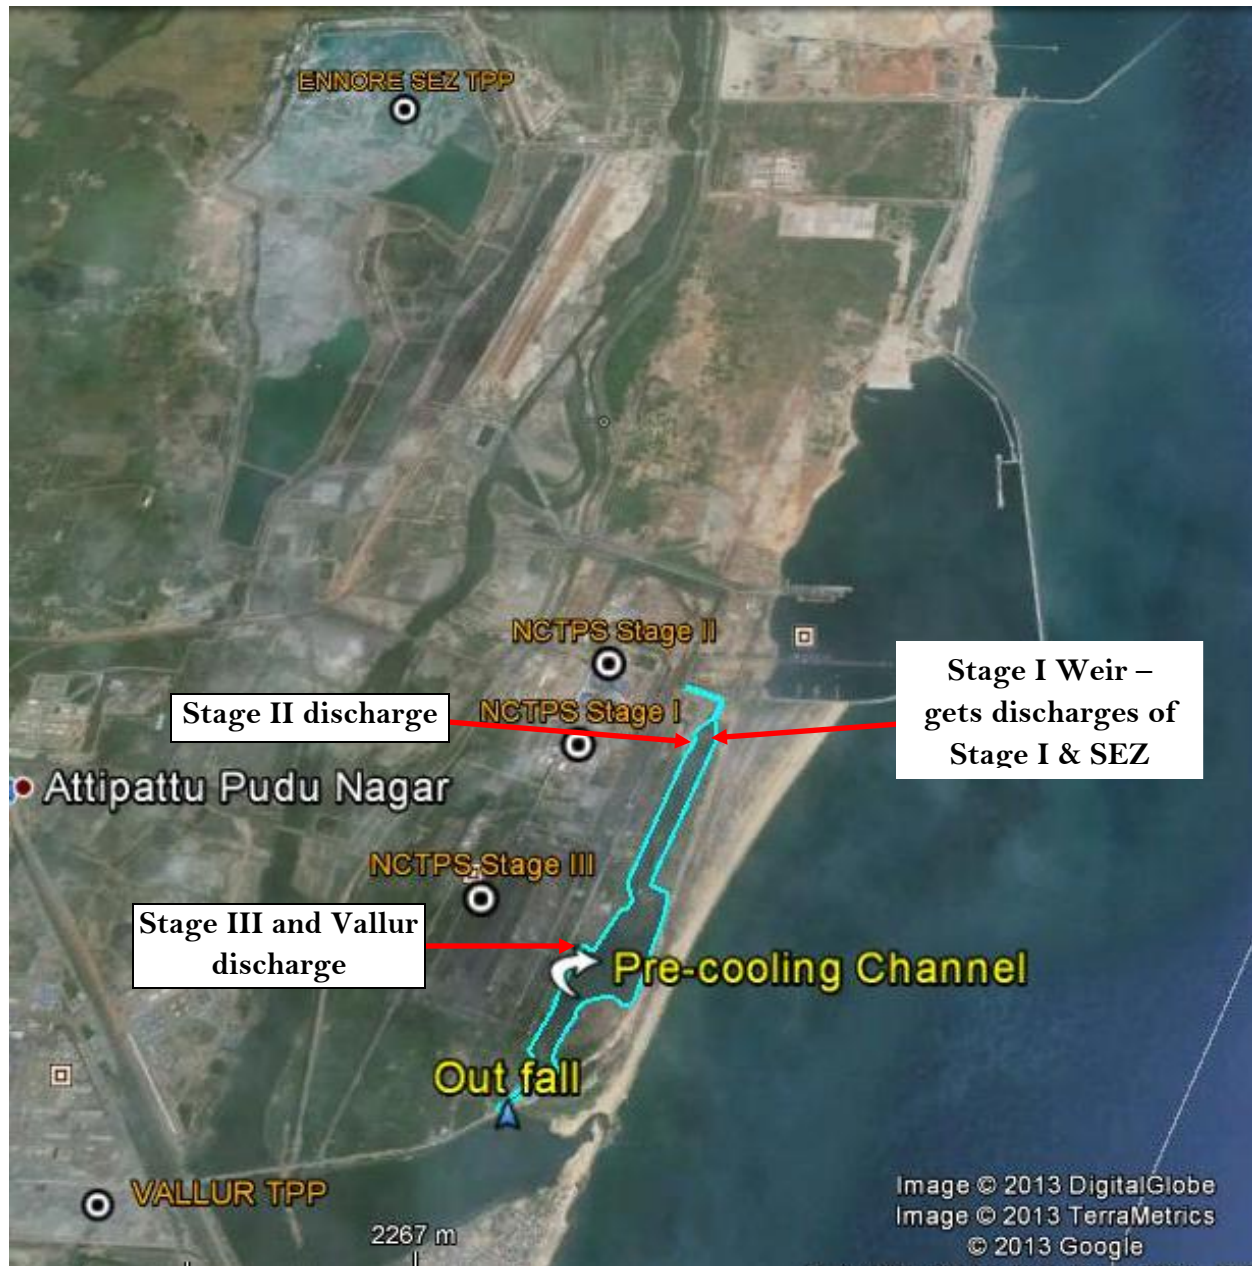 ENNORE SEZ TPP
NCTPS Stage II
Stage I Weir –
gets discharges of
Stage I & SEZ
Stage II discharge
NCTPS Stage I
Attipattu Pudu Nagar
NCTPS Stage III
Stage III and Vallur
discharge
Pre-cooling Channel
Out fall
VALLUR TPP
2267 m
Image © 2013 DigitalGlobe
Image © 2013 TerraMetrics
© 2013 Google